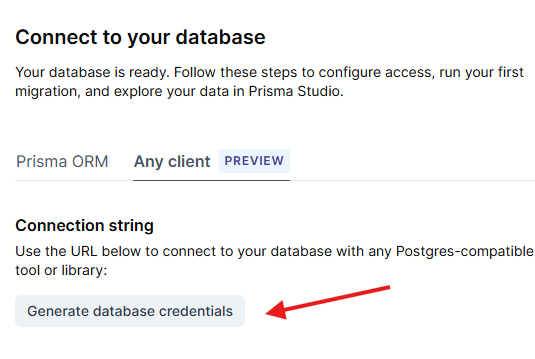 Connect to your database
Your database is ready. Follow these steps to configure access, run your first
migration, and explore your data in Prisma Studio.
Prisma ORM
Any client PREVIEW
Connection string
Use the URL below to connect to your database with any Postgres-compatible
tool or library:
Generate database credentials